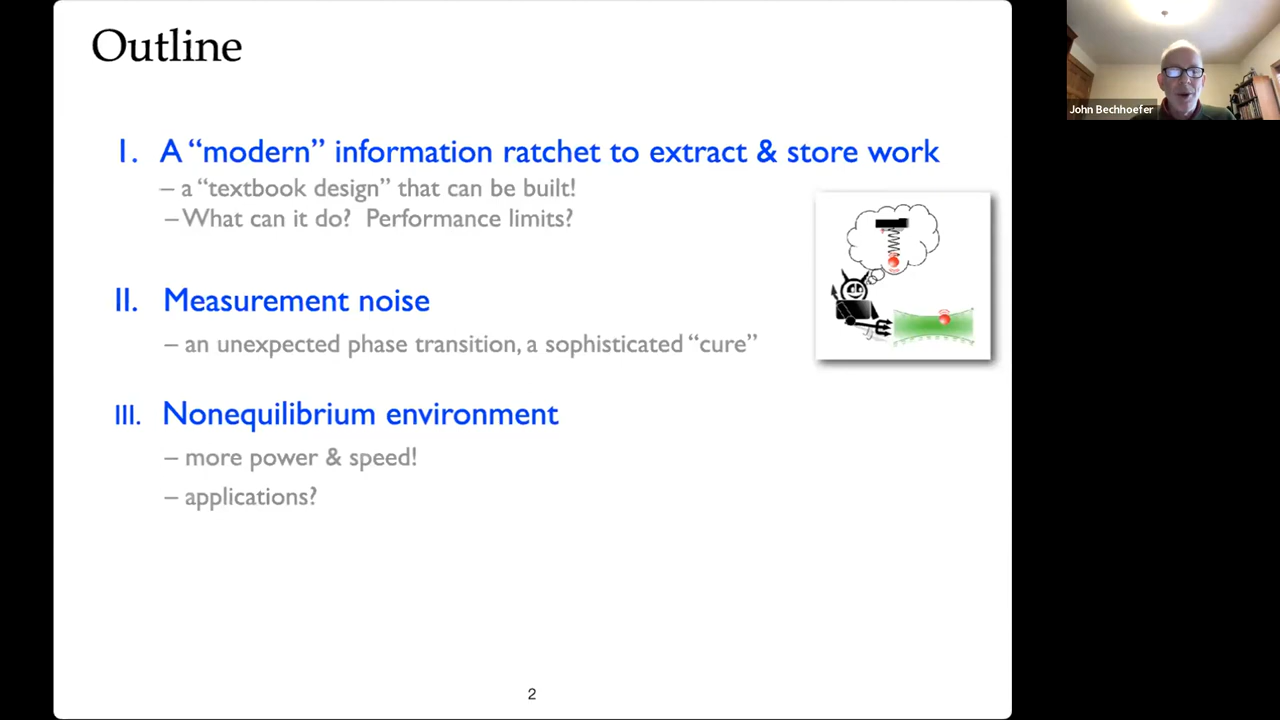 Outline
I. A “modern” information ratchet to extract & store work
– a “textbook design” that can be built!
– What can it do? Performance limits?
II. Measurement noise
– an unexpected phase transition, a sophisticated “cure”
III. Nonequilibrium environment
– more power & speed!
– applications?
2
John Bechhoefer